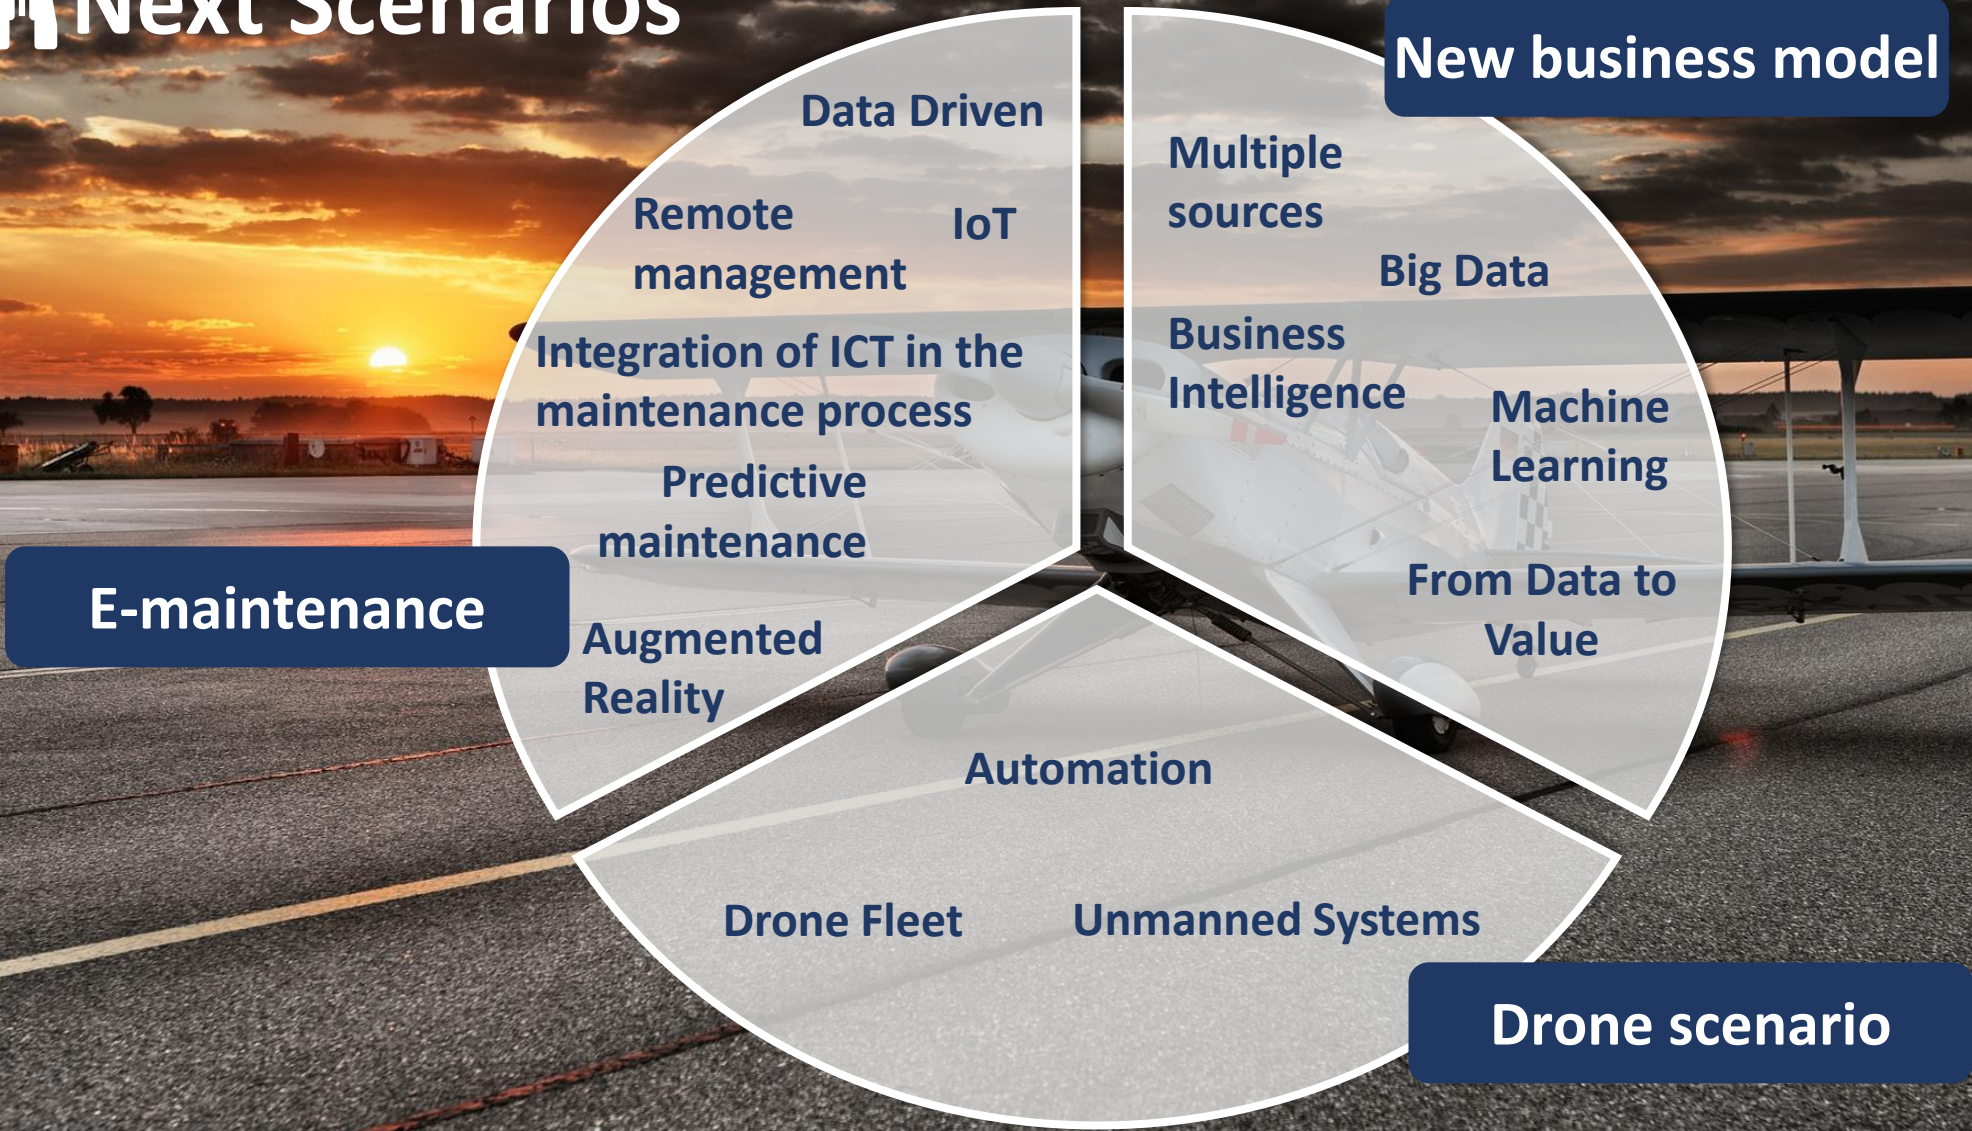 Next Scenarios
New business model
Data Driven
Remote
management
IoT
Integration of ICT in the
maintenance process
Predictive
maintenance
Augmented
Reality
E-maintenance
Multiple
sources
Big Data
Business
Intelligence
Machine
Learning
From Data to
Value
Automation
Drone Fleet
Unmanned Systems
Drone scenario